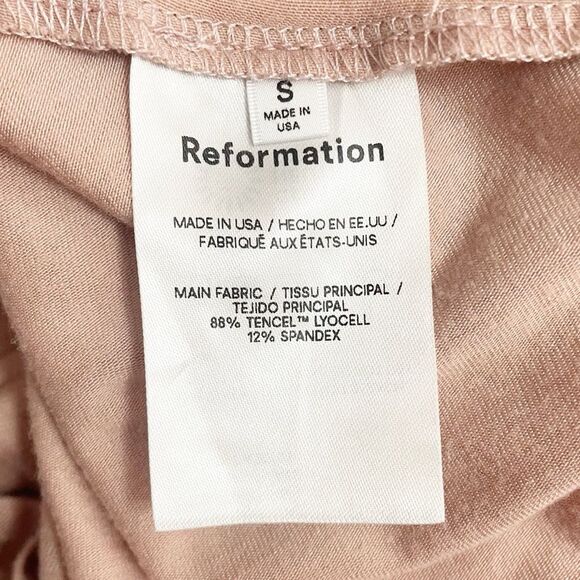 S
MADE IN
USA
Reformation
MADE IN USA / HECHO EN EE.UU /
FABRIQUÉ AUX ÉTATS-UNIS
MAIN FABRIC / TISSU PRINCIPAL /
TEJIDO PRINCIPAL
88% TENCEL™ LYOCELL
12% SPANDEX